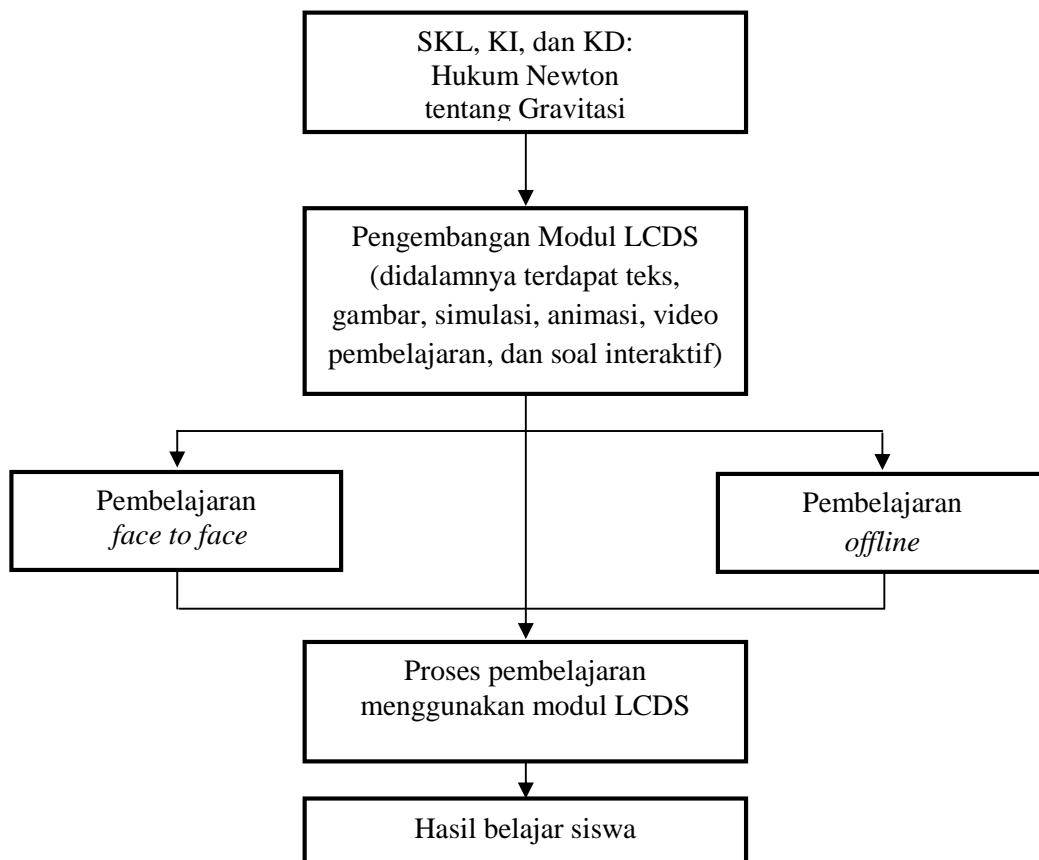 SKL, KI, dan KD:
Hukum Newton
tentang Gravitasi
Pengembangan Modul LCDS
(didalamnya terdapat teks,
gambar, simulasi, animasi, video
pembelajaran, dan soal interaktif)
Pembelajaran
face to face
Pembelajaran
offline
Proses pembelajaran
menggunakan modul LCDS
Hasil belajar siswa